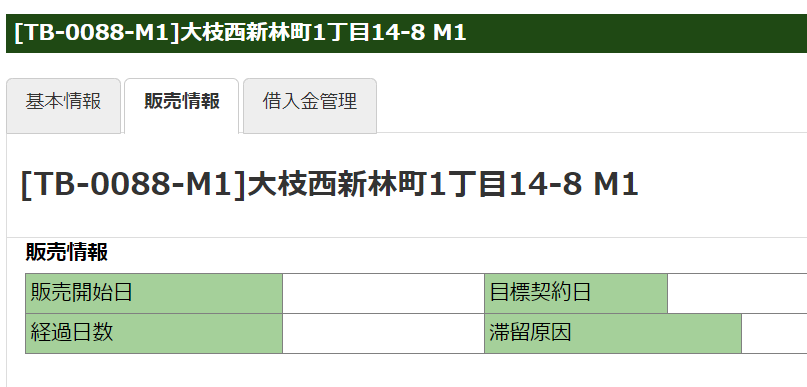 [TB-0088-M1]大枝西新林町1丁目14-8 M1
基本情報 販売情報 借入金管理
[TB-0088-M1]大枝西新林町1丁目14-8 M1
販売情報
販売開始日 目標契約日
経過日数 滞留原因